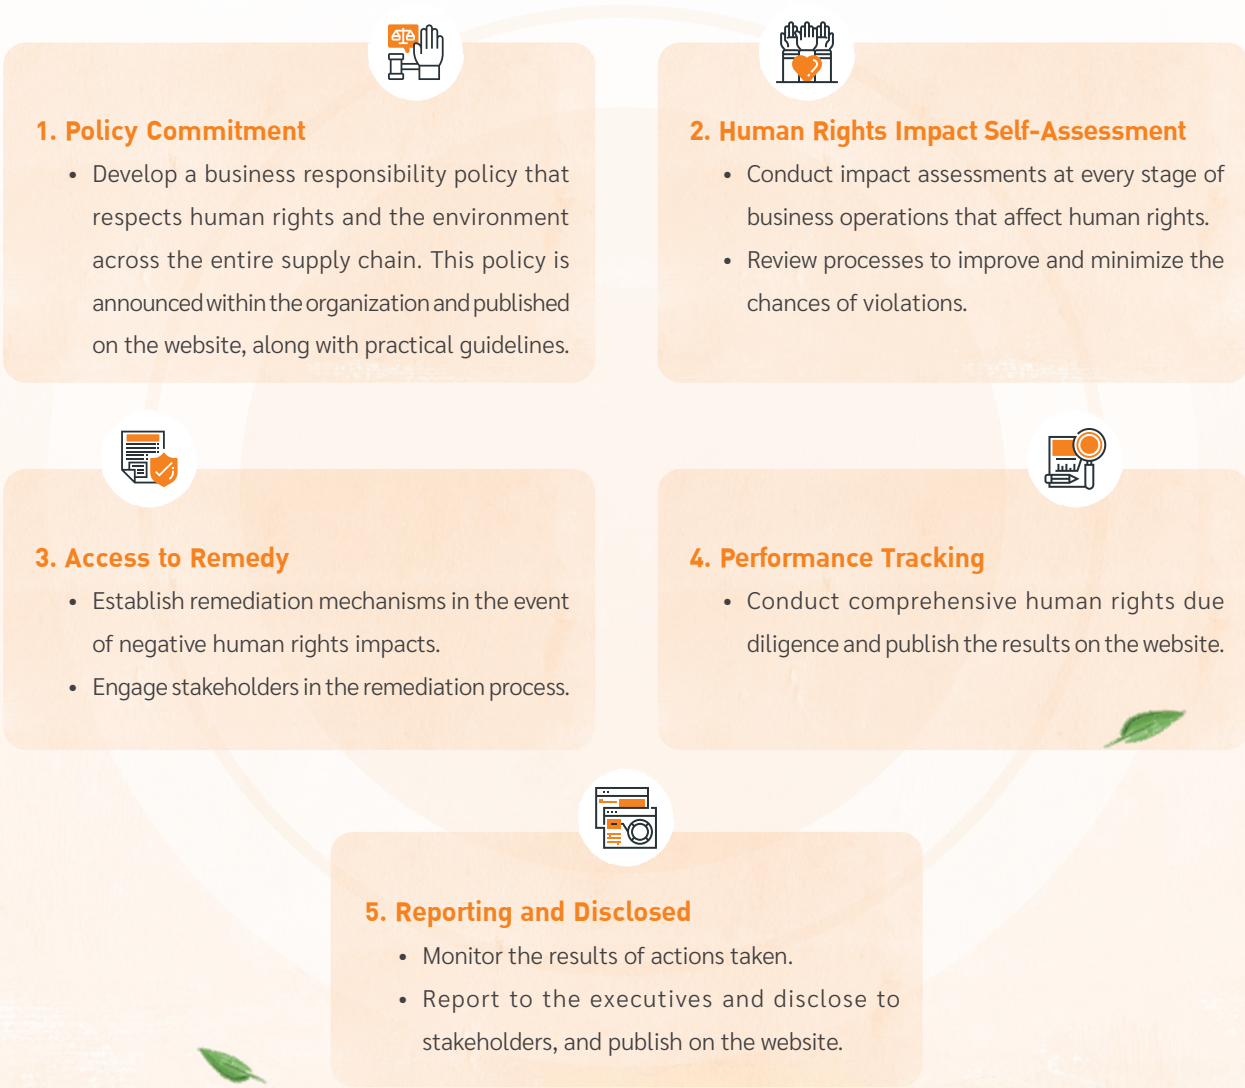 1. Policy Commitment
• Develop a business responsibility policy that
respects human rights and the environment
across the entire supply chain. This policy is
announced within the organization and published
on the website, along with practical guidelines.
2. Human Rights Impact Self-Assessment
• Conduct impact assessments at every stage of
business operations that affect human rights.
• Review processes to improve and minimize the
chances of violations.
3. Access to Remedy
• Establish remediation mechanisms in the event
of negative human rights impacts.
• Engage stakeholders in the remediation process.
4. Performance Tracking
• Conduct comprehensive human rights due
diligence and publish the results on the website.
5. Reporting and Disclosed
• Monitor the results of actions taken.
• Report to the executives and disclose to
stakeholders, and publish on the website.